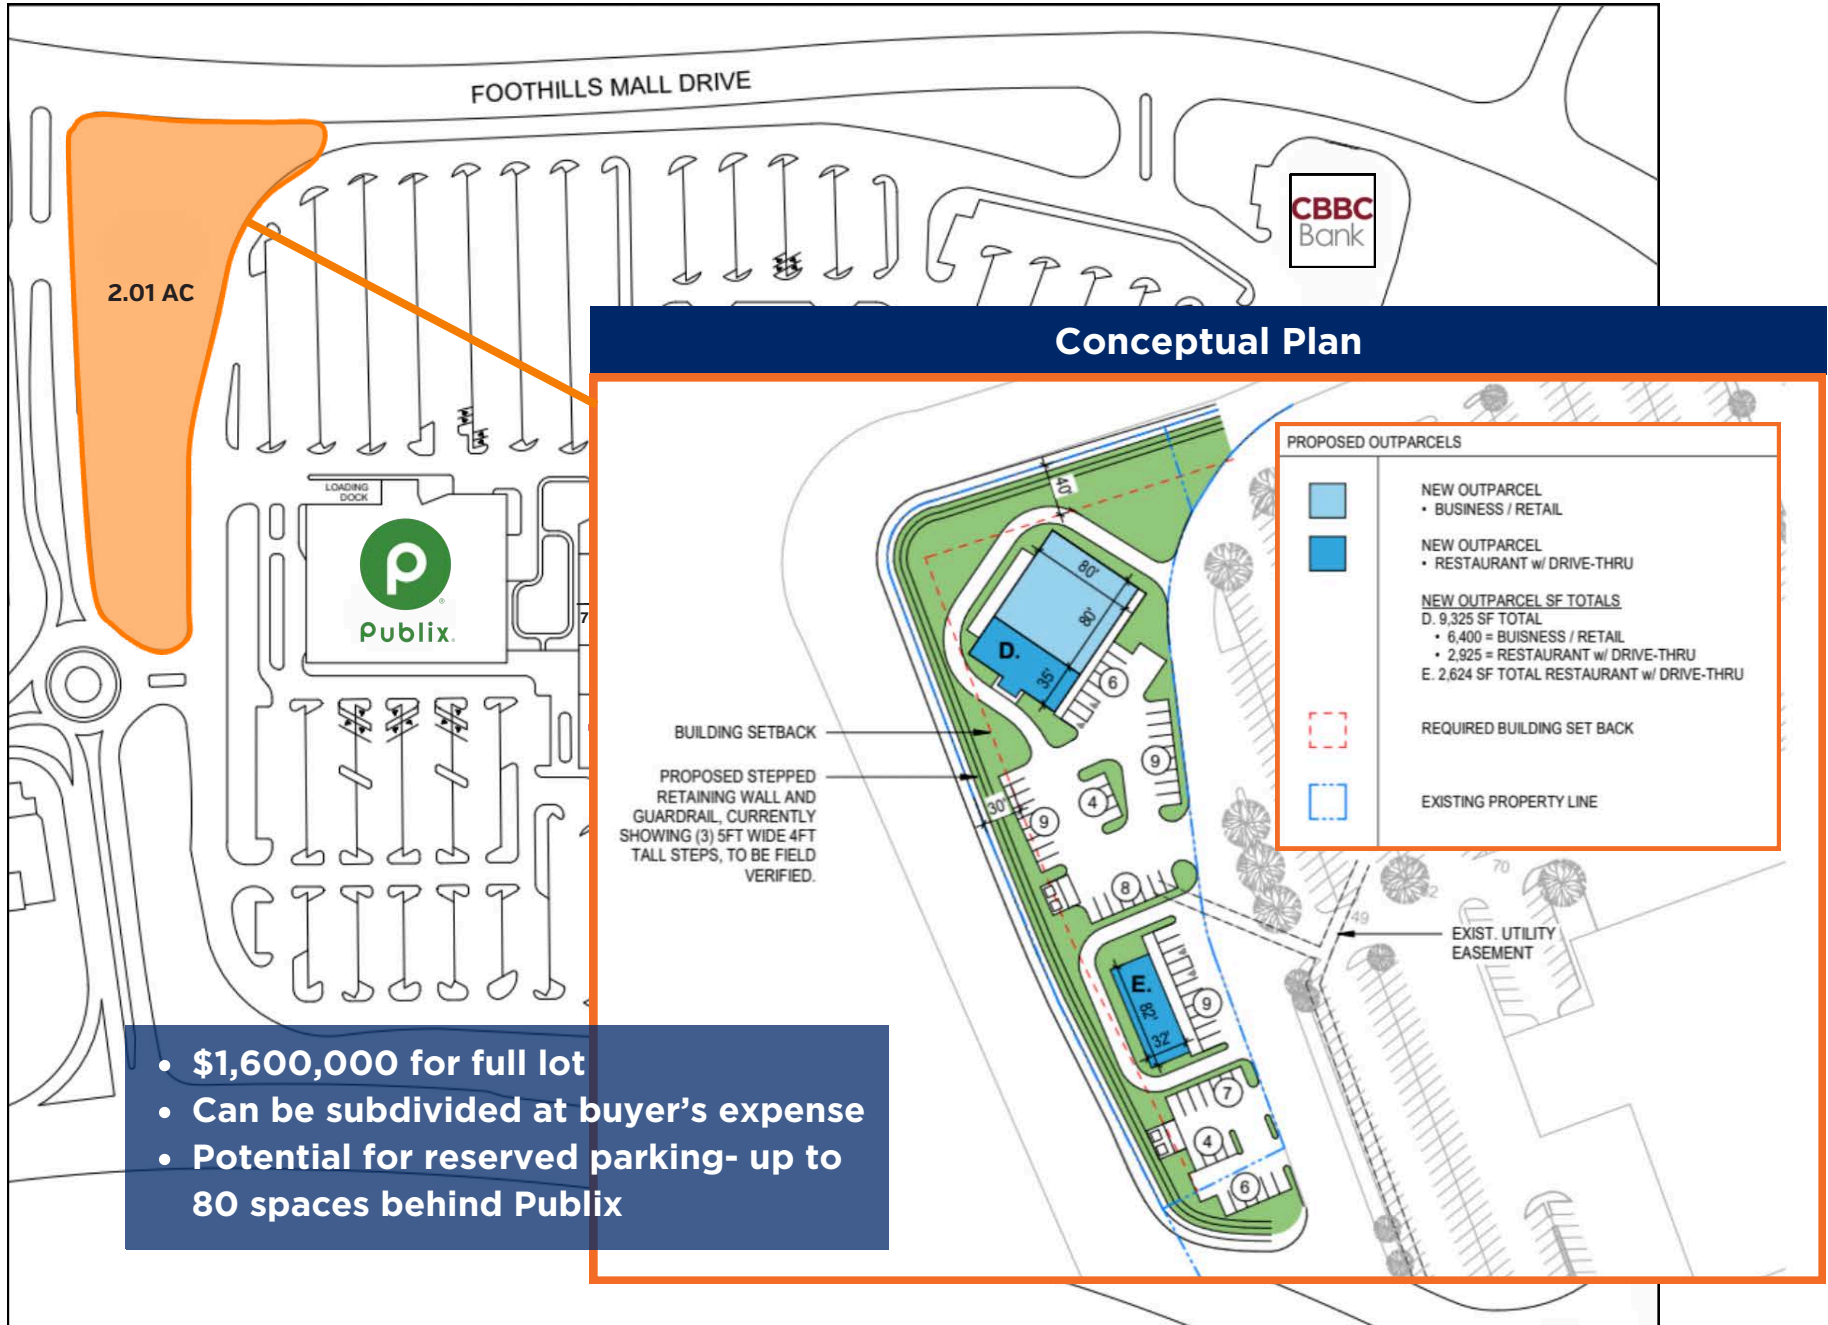 FOOTHILLS MALL DRIVE
CBBC
Bank
2.01 AC
Conceptual Plan
LOADING
DOCK
Publix
7
PROPOSED OUTPARCELS
NEW OUTPARCEL
• BUSINESS / RETAIL
NEW OUTPARCEL
• RESTAURANT w/ DRIVE-THRU
NEW OUTPARCEL SF TOTALS
D. 9,325 SF TOTAL
• 6,400 = BUISNESS / RETAIL
• 2,925 = RESTAURANT w/ DRIVE-THRU
E. 2,624 SF TOTAL RESTAURANT w/ DRIVE-THRU
REQUIRED BUILDING SET BACK
EXISTING PROPERTY LINE
40'
80'
80'
D.
35'
6
BUILDING SETBACK
9
PROPOSED STEPPED
RETAINING WALL AND
GUARDRAIL, CURRENTLY
SHOWING (3) 5FT WIDE 4FT
TALL STEPS, TO BE FIELD
VERIFIED.
30'
9
4
8
70
49
EXIST. UTILITY
EASEMENT
E.
82'
32'
9
7
4
6
• $1,600,000 for full lot
• Can be subdivided at buyer's expense
• Potential for reserved parking- up to
80 spaces behind Publix